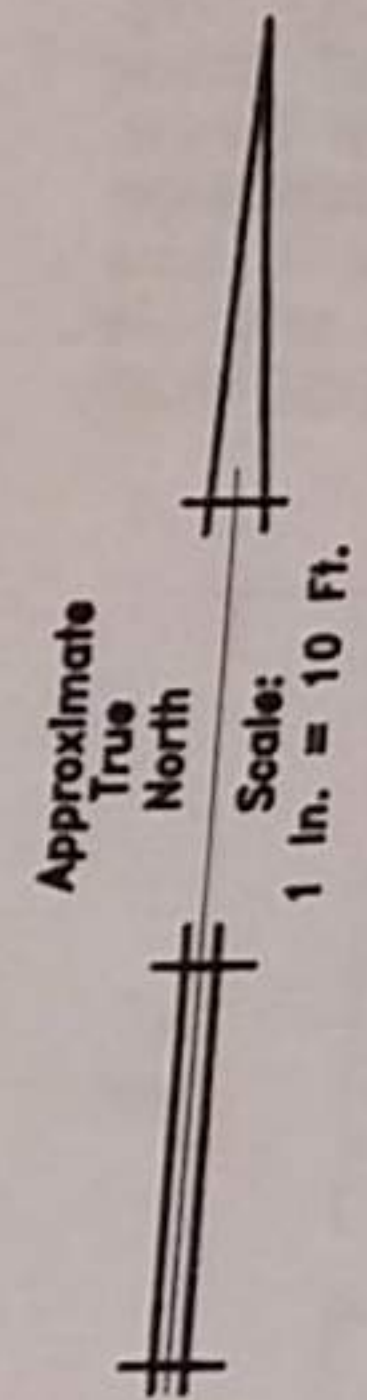 Approximate
True
North
Scale:
1 In. = 10 Ft.